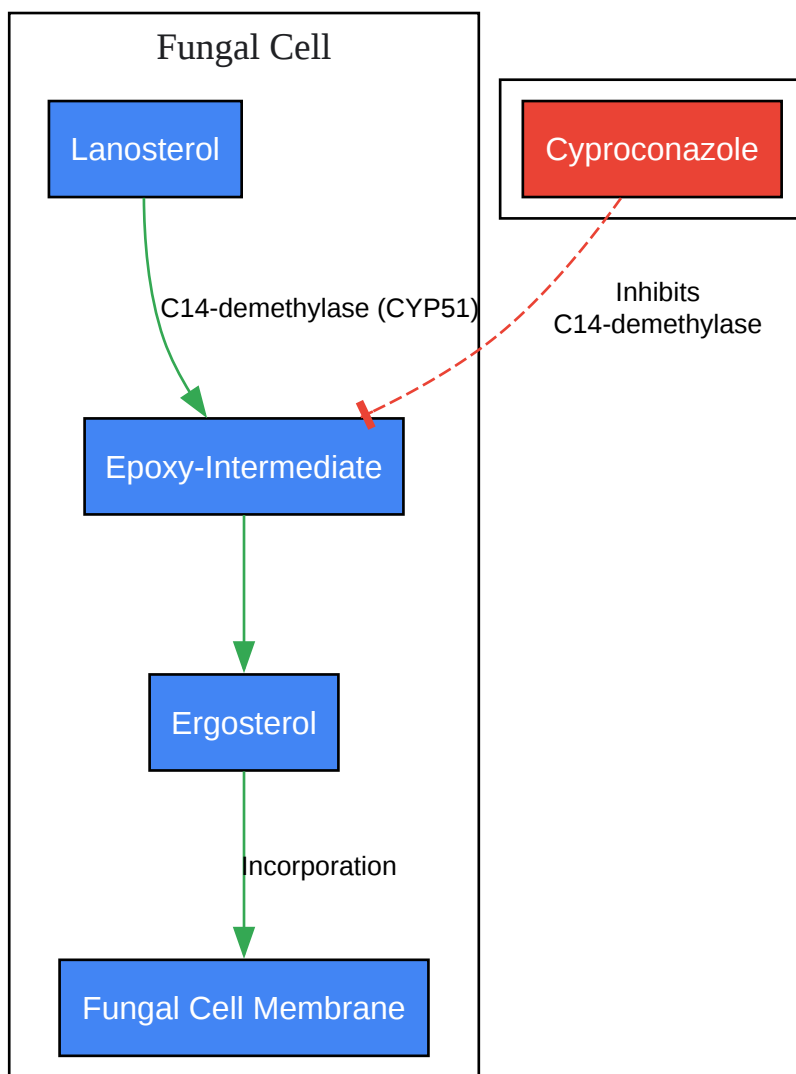 Fungal Cell
Lanosterol
Cyproconazole
C14-demethylase (CYP51)
Inhibits
C14-demethylase
Epoxy-Intermediate
Ergosterol
Incorporation
Fungal Cell Membrane